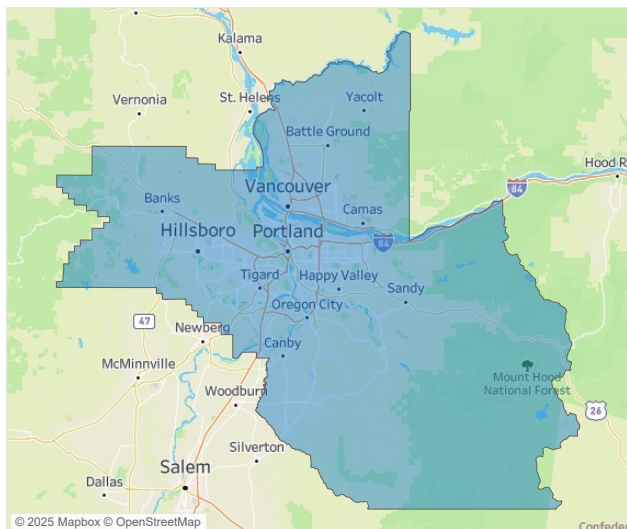 Kalama
Vernonia
St. Helens
Yacolt
Battle Ground
Hood R
84
Vancouver
Banks
Camas
Hillsboro
Portland
84
Tigard
Happy Valley
Sandy
Oregon City
47
Newberg
Canby
McMinnville
Mount Hood
National Forest
Woodburn
26
Silverton
Salem
Dallas
© 2025 Mapbox © OpenStreetMap
Confede